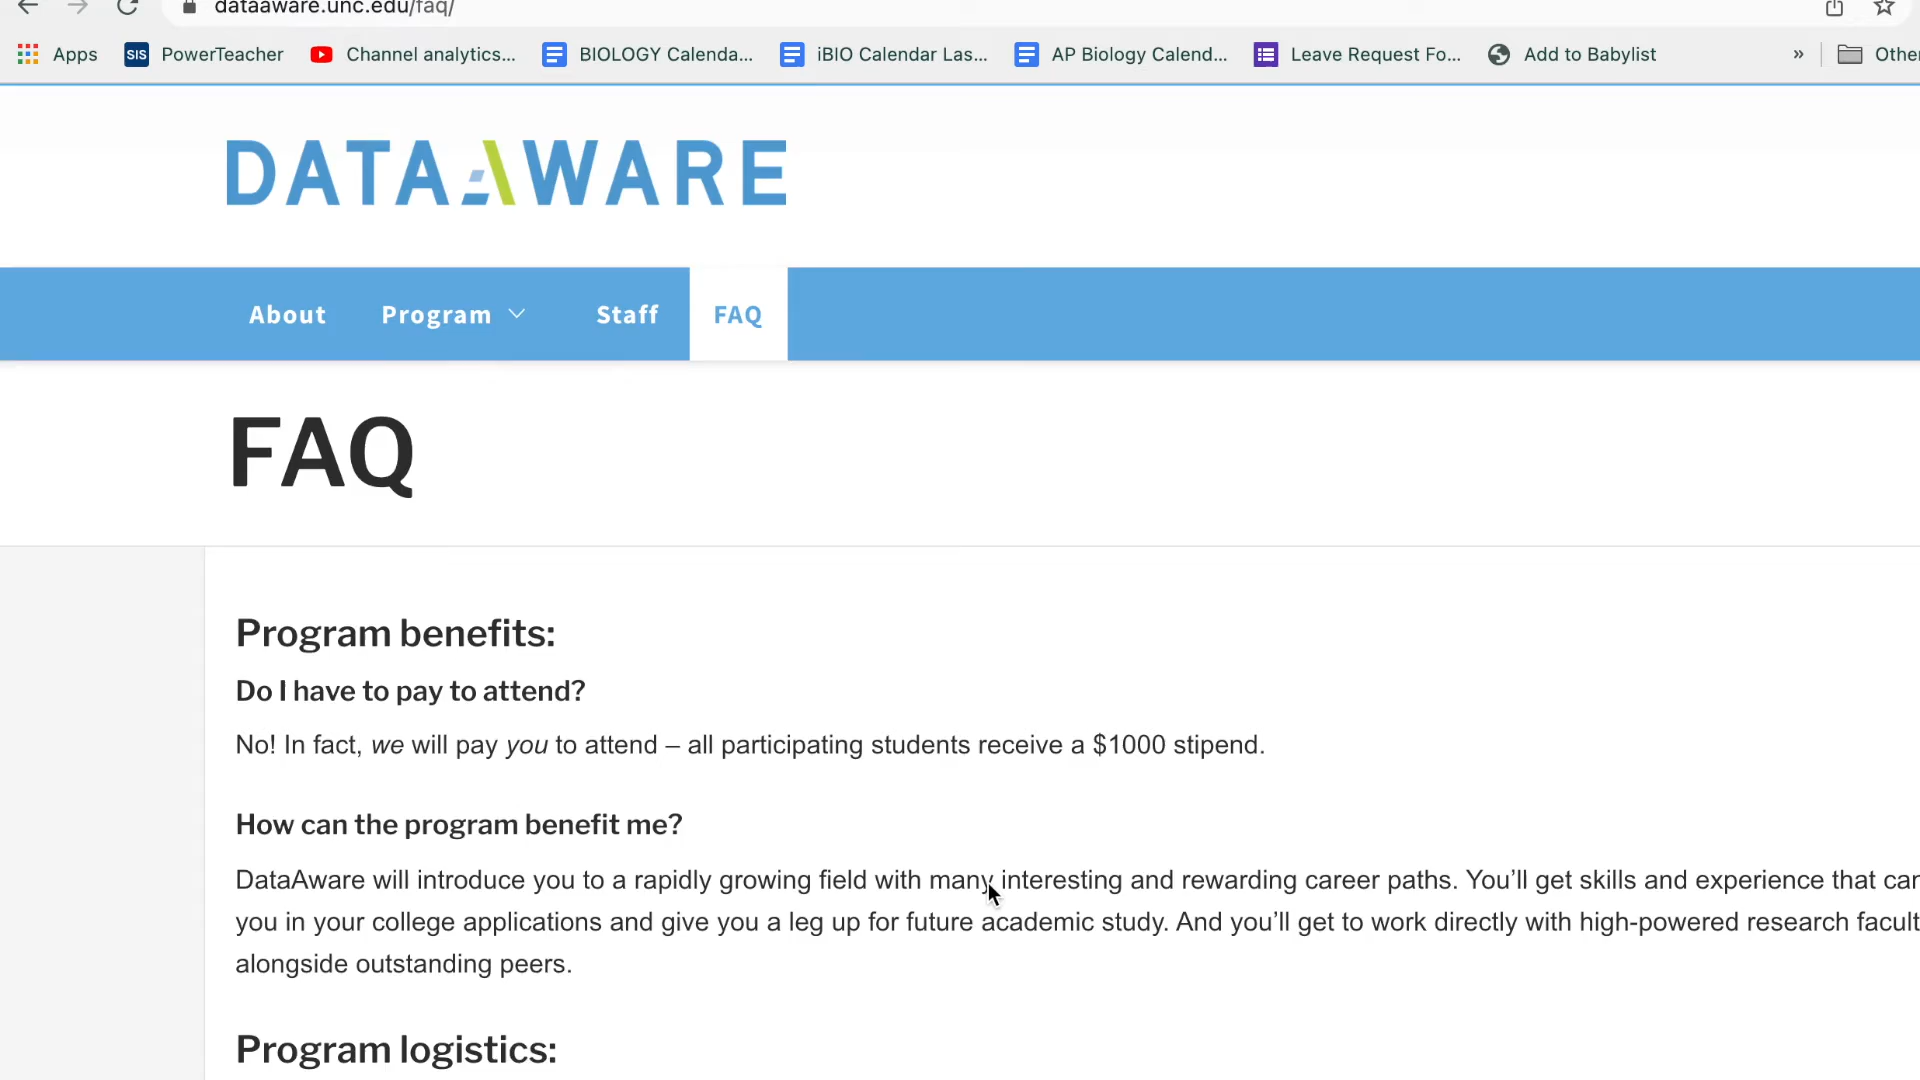 dataaware.unc.edu/faq/
Apps SIS PowerTeacher Channel analytics... BIOLOGY Calenda... iBIO Calendar Las... AP Biology Calend... Leave Request Fo... Add to Babylist » Othe
DATAAWARE
About Program Staff FAQ
FAQ
Program benefits:
Do I have to pay to attend?
No! In fact, we will pay you to attend – all participating students receive a $1000 stipend.
How can the program benefit me?
DataAware will introduce you to a rapidly growing field with many interesting and rewarding career paths. You’ll get skills and experience that can
you in your college applications and give you a leg up for future academic study. And you’ll get to work directly with high-powered research facult
alongside outstanding peers.
Program logistics: